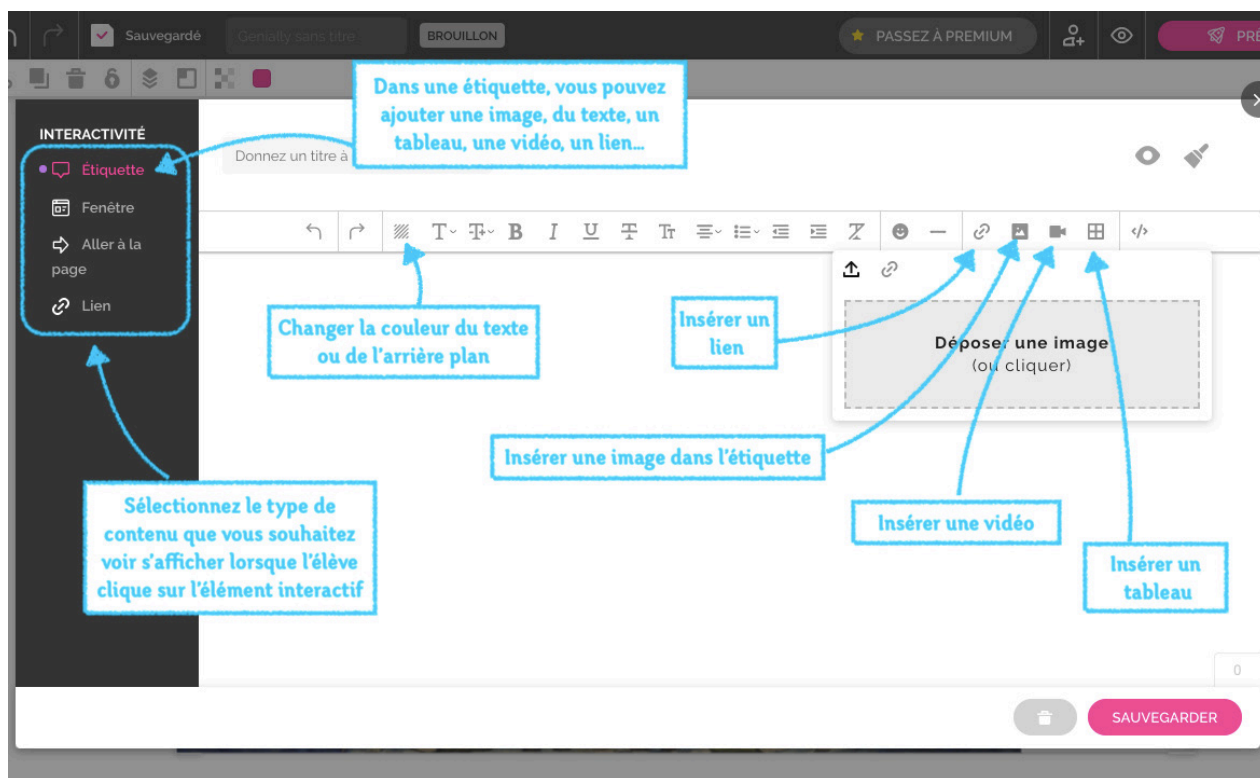 Sauvegardé
Genially sans titre
BROUILLON
PASSEZ À PREMIUM
PRÉ
Dans une étiquette, vous pouvez
ajouter une image, du texte, un
tableau, une vidéo, un lien...
INTERACTIVITÉ
Étiquette
Fenêtre
Aller à la
page
Lien
Donnez un titre à
Changer la couleur du texte
ou de l'arrière plan
Insérer un
lien
Déposer une image
(ou cliquer)
Insérer une image dans l'étiquette
Sélectionnez le type de
contenu que vous souhaitez
voir s'afficher lorsque l'élève
clique sur l'élément interactif
Insérer une vidéo
Insérer un
tableau
0
SAUVEGARDER